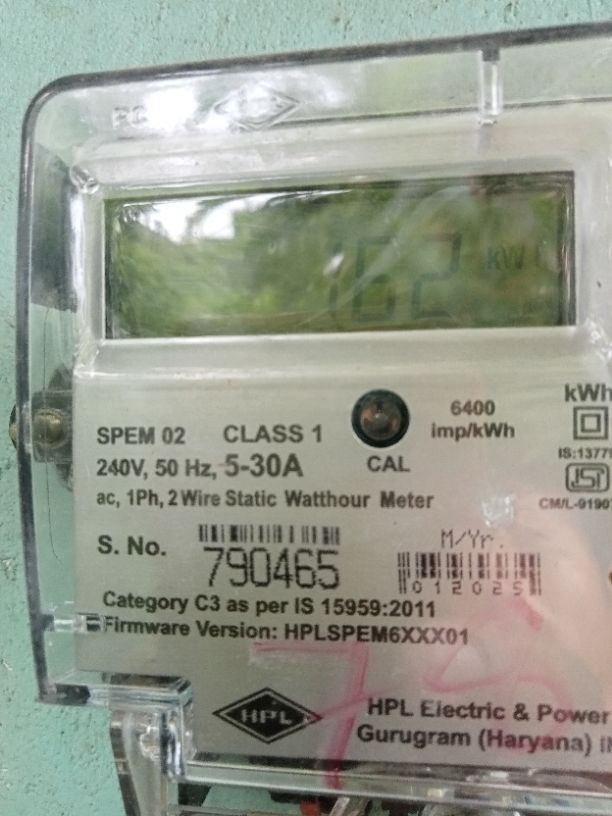 HPL
162 kW
6400
imp/kWh
kWh
SPEM 02 CLASS 1
240V, 50 Hz, 5-30A
CAL
ac, 1Ph, 2 Wire Static Watthour Meter
S. No. 790465
M/Yr.
012025
Category C3 as per IS 15959:2011
Firmware Version: HPLSPEM6XXX01
HPL
HPL Electric & Power
Gurugram (Haryana)